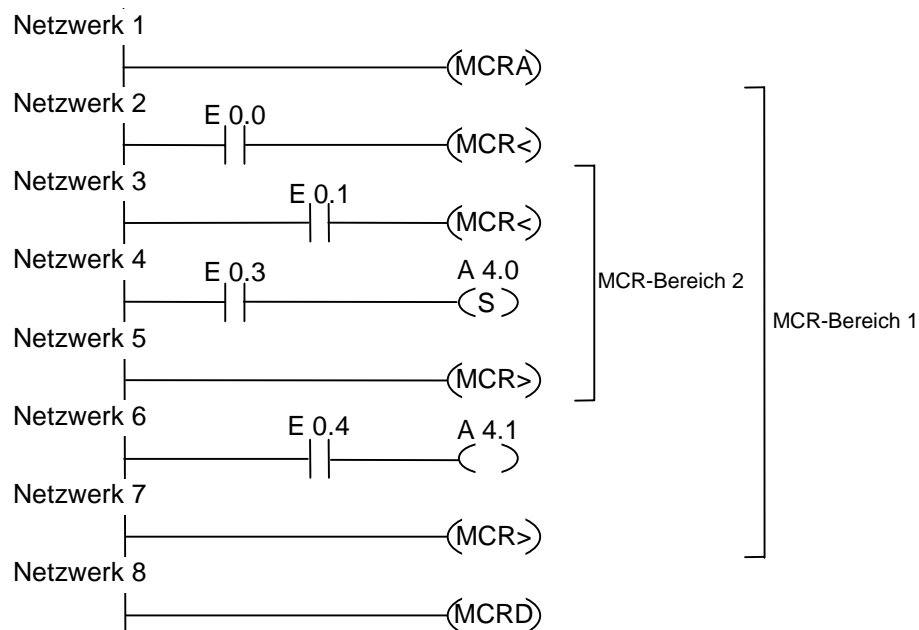 Netzwerk 1
(MCRA)
Netzwerk 2
E 0.0
(MCR<)
Netzwerk 3
E 0.1
(MCR<)
Netzwerk 4
E 0.3
A 4.0
(S)
MCR-Bereich 2
MCR-Bereich 1
Netzwerk 5
(MCR>)
Netzwerk 6
E 0.4
A 4.1
Netzwerk 7
(MCR>)
Netzwerk 8
(MCRD)